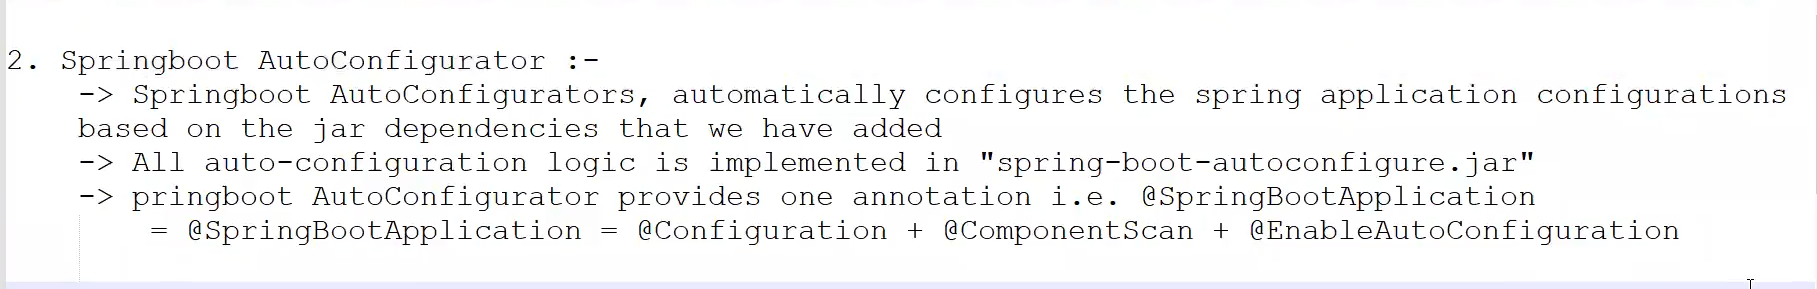 2. Springboot AutoConfigurator :-
-> Springboot AutoConfigurators, automatically configures the spring application configurations
based on the jar dependencies that we have added
-> All auto-configuration logic is implemented in "spring-boot-autoconfigure.jar"
-> pringboot AutoConfigurator provides one annotation i.e. @SpringBootApplication
= @SpringBootApplication = @Configuration + @ComponentScan + @EnableAutoConfiguration